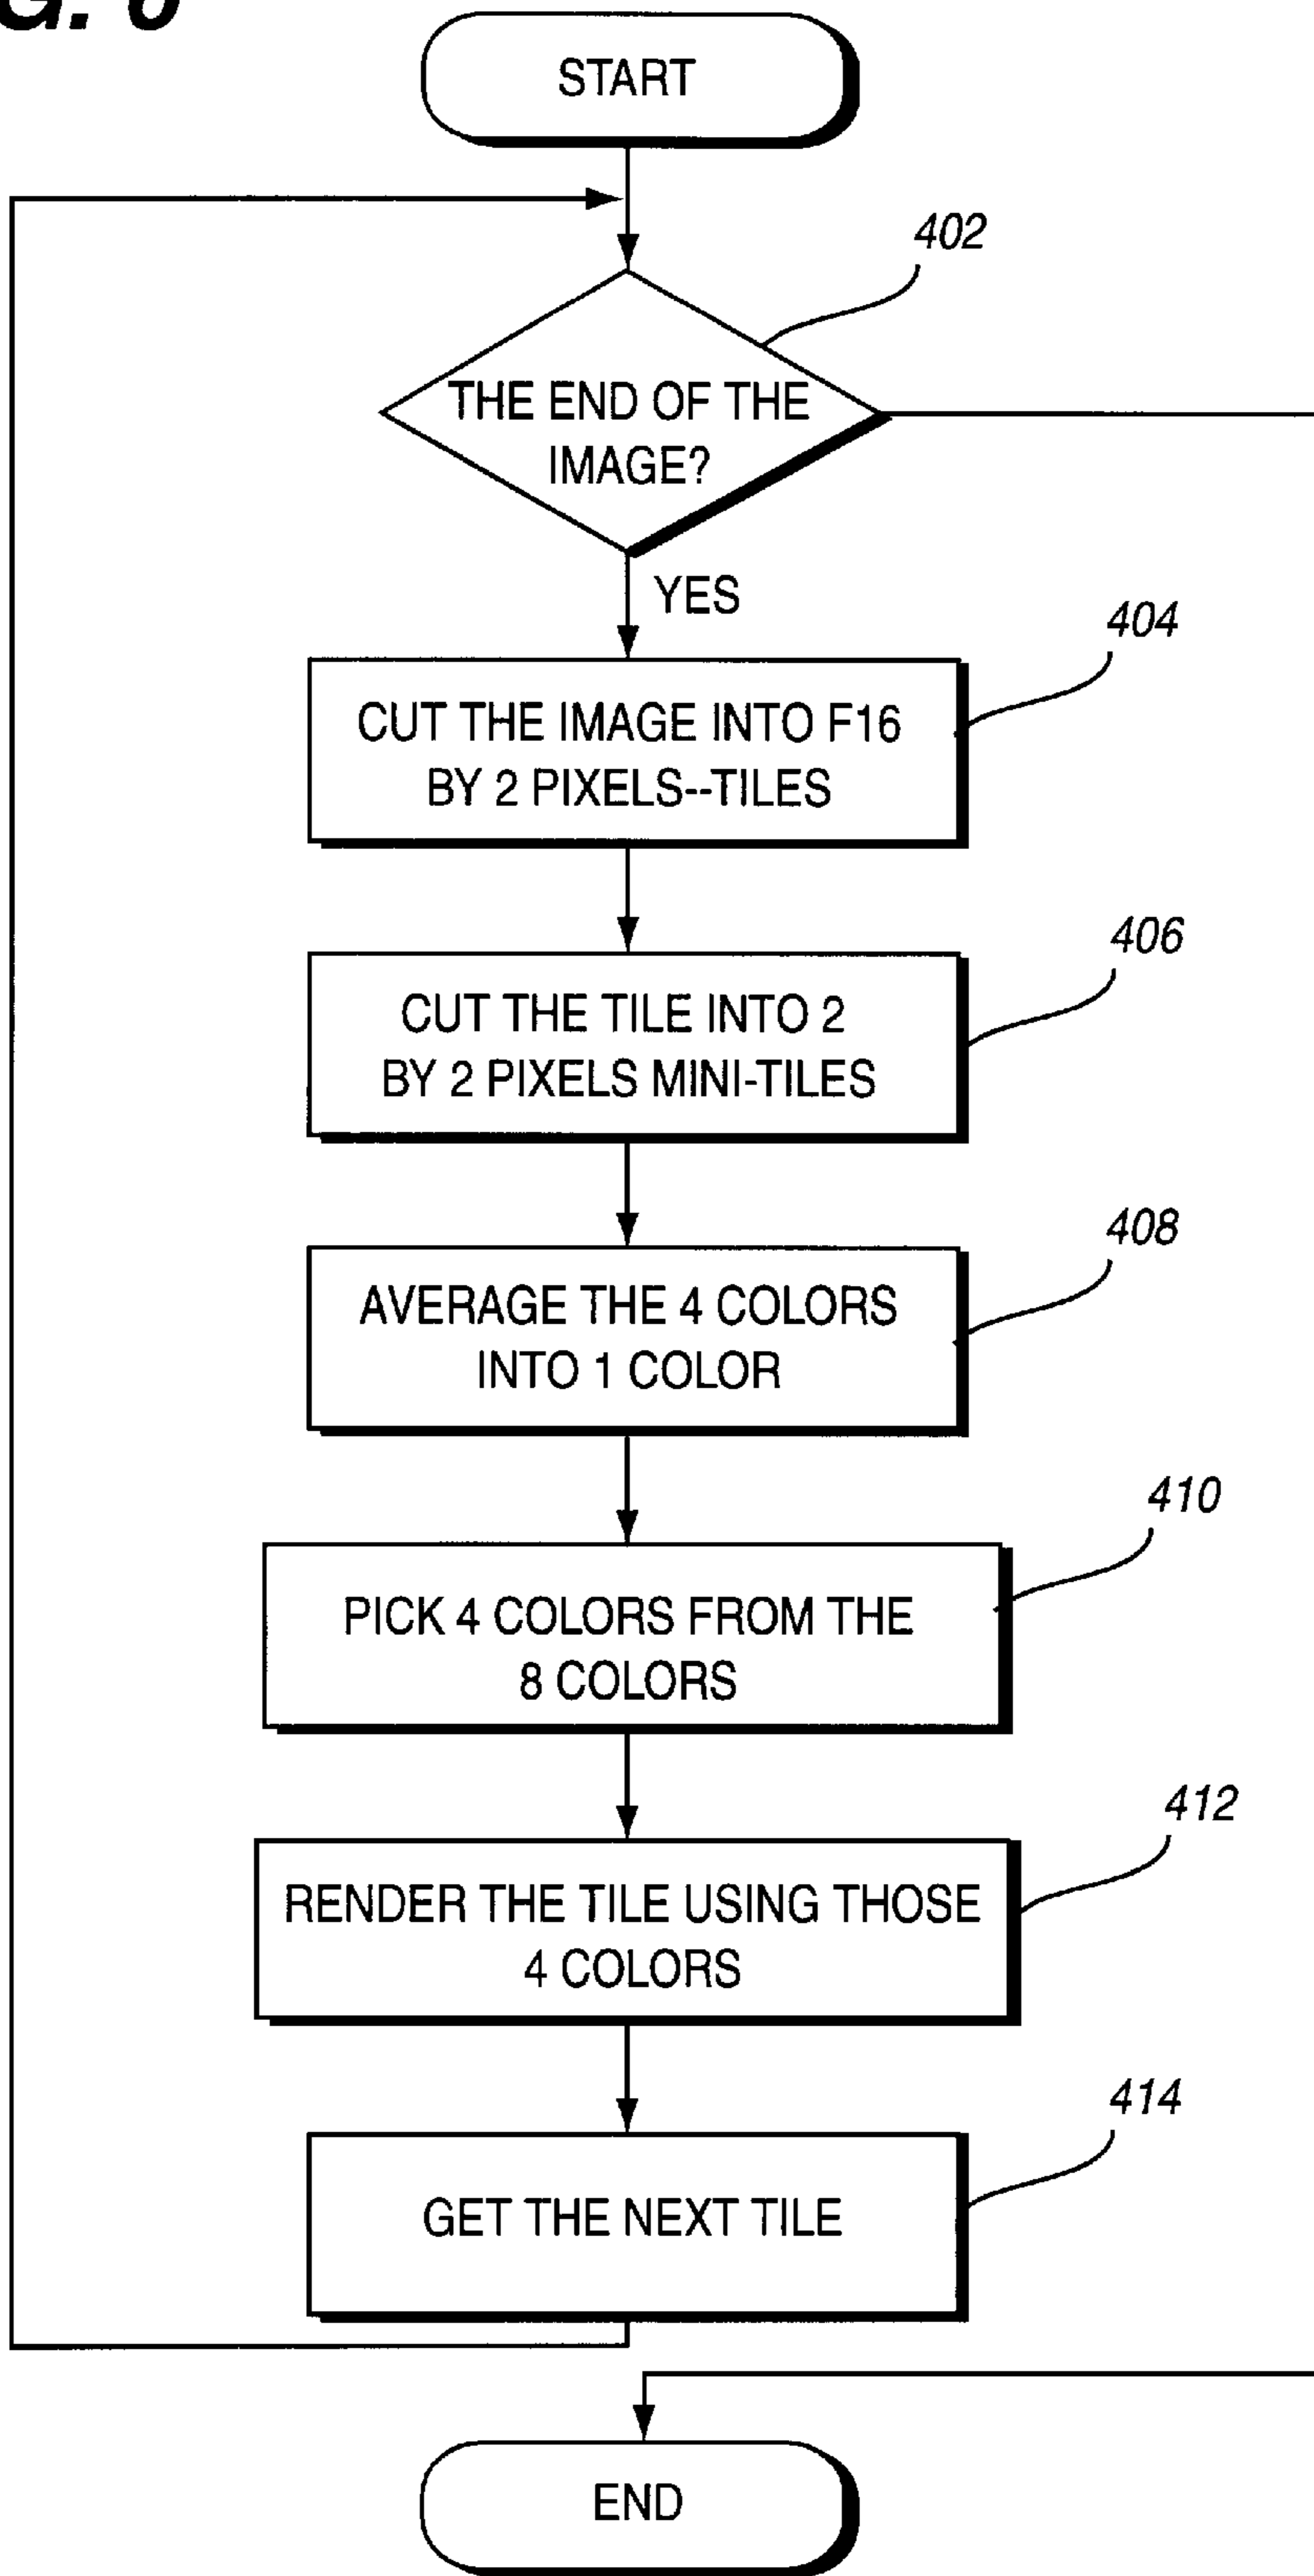 START
402
THE END OF THE
IMAGE?
YES
404
CUT THE IMAGE INTO F16
BY 2 PIXELS--TILES
406
CUT THE TILE INTO 2
BY 2 PIXELS MINI-TILES
408
AVERAGE THE 4 COLORS
INTO 1 COLOR
410
PICK 4 COLORS FROM THE
8 COLORS
412
RENDER THE TILE USING THOSE
4 COLORS
414
GET THE NEXT TILE
END